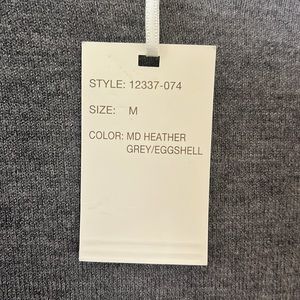 STYLE: 12337-074
SIZE: M
COLOR: MD HEATHER
GREY/EGGSHELL